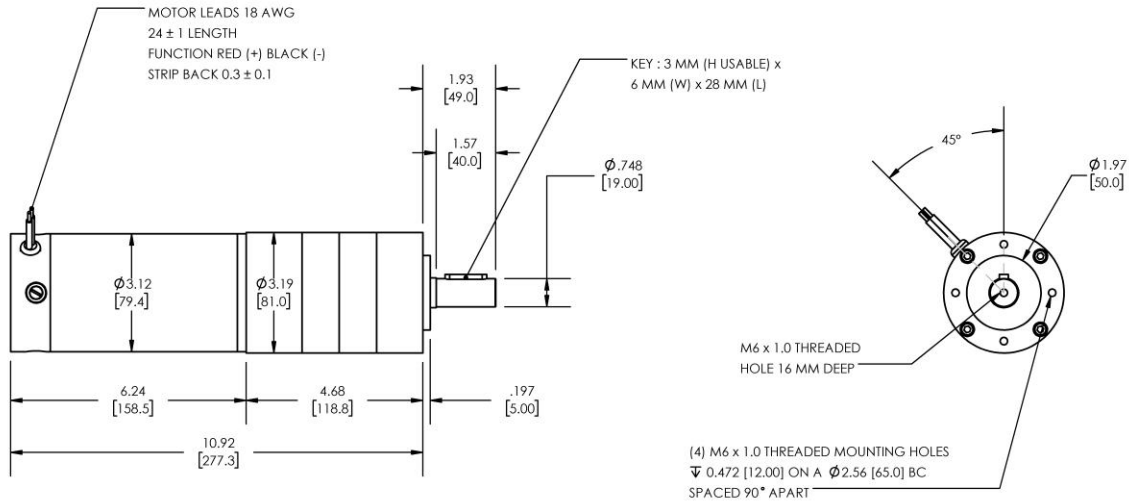 MOTOR LEADS 18 AWG
24 ± 1 LENGTH
FUNCTION RED (+) BLACK (-)
STRIP BACK 0.3 ± 0.1
1.93
[49.0]
KEY : 3 MM (H USABLE) x
6 MM (W) x 28 MM (L)
1.57
[40.0]
Ø.748
[19.00]
45°
Ø1.97
[50.0]
Ø3.12
[79.4]
Ø3.19
[81.0]
M6 x 1.0 THREADED
HOLE 16 MM DEEP
6.24
[158.5]
4.68
[118.8]
.197
[5.00]
10.92
[277.3]
(4) M6 x 1.0 THREADED MOUNTING HOLES
↧ 0.472 [12.00] ON A Ø2.56 [65.0] BC
SPACED 90° APART